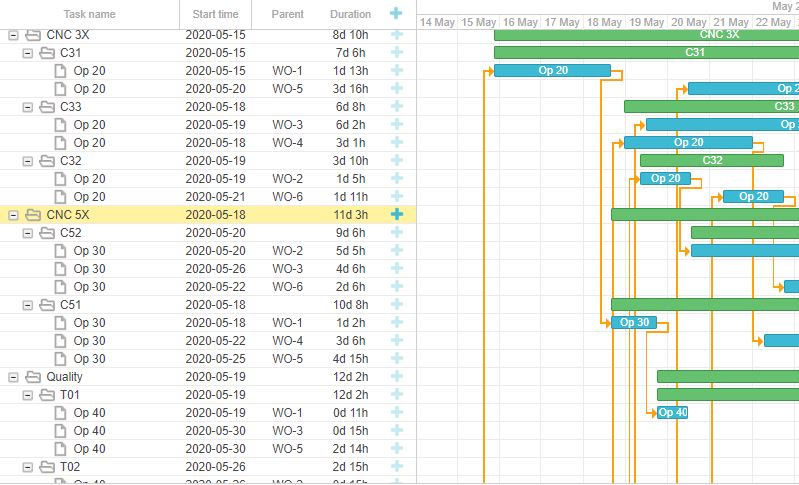 May 2
Task name Start time Parent Duration
14 May 15 May 16 May 17 May 18 May 19 May 20 May 21 May 22 May
CNC 3X 2020-05-15 8d 10h CNC 3X
C31 2020-05-15 7d 6h C31
Op 20 2020-05-15 WO-1 1d 13h Op 20
Op 20 2020-05-20 WO-5 3d 16h Op 2
C33 2020-05-18 6d 8h C33
Op 20 2020-05-19 WO-3 6d 2h Op
Op 20 2020-05-18 WO-4 3d 1h Op 20
C32 2020-05-19 3d 10h C32
Op 20 2020-05-19 WO-2 1d 5h Op 20
Op 20 2020-05-21 WO-6 1d 11h Op 20
CNC 5X 2020-05-18 11d 3h
C52 2020-05-20 9d 6h
Op 30 2020-05-20 WO-2 5d 5h
Op 30 2020-05-26 WO-3 4d 6h
Op 30 2020-05-22 WO-6 2d 6h
C51 2020-05-18 10d 8h
Op 30 2020-05-18 WO-1 1d 2h Op 30
Op 30 2020-05-22 WO-4 3d 6h
Op 30 2020-05-25 WO-5 4d 15h
Quality 2020-05-19 12d 2h
T01 2020-05-19 12d 2h
Op 40 2020-05-19 WO-1 0d 11h Op 40
Op 40 2020-05-30 WO-3 0d 15h
Op 40 2020-05-30 WO-5 2d 14h
T02 2020-05-26 2d 15h